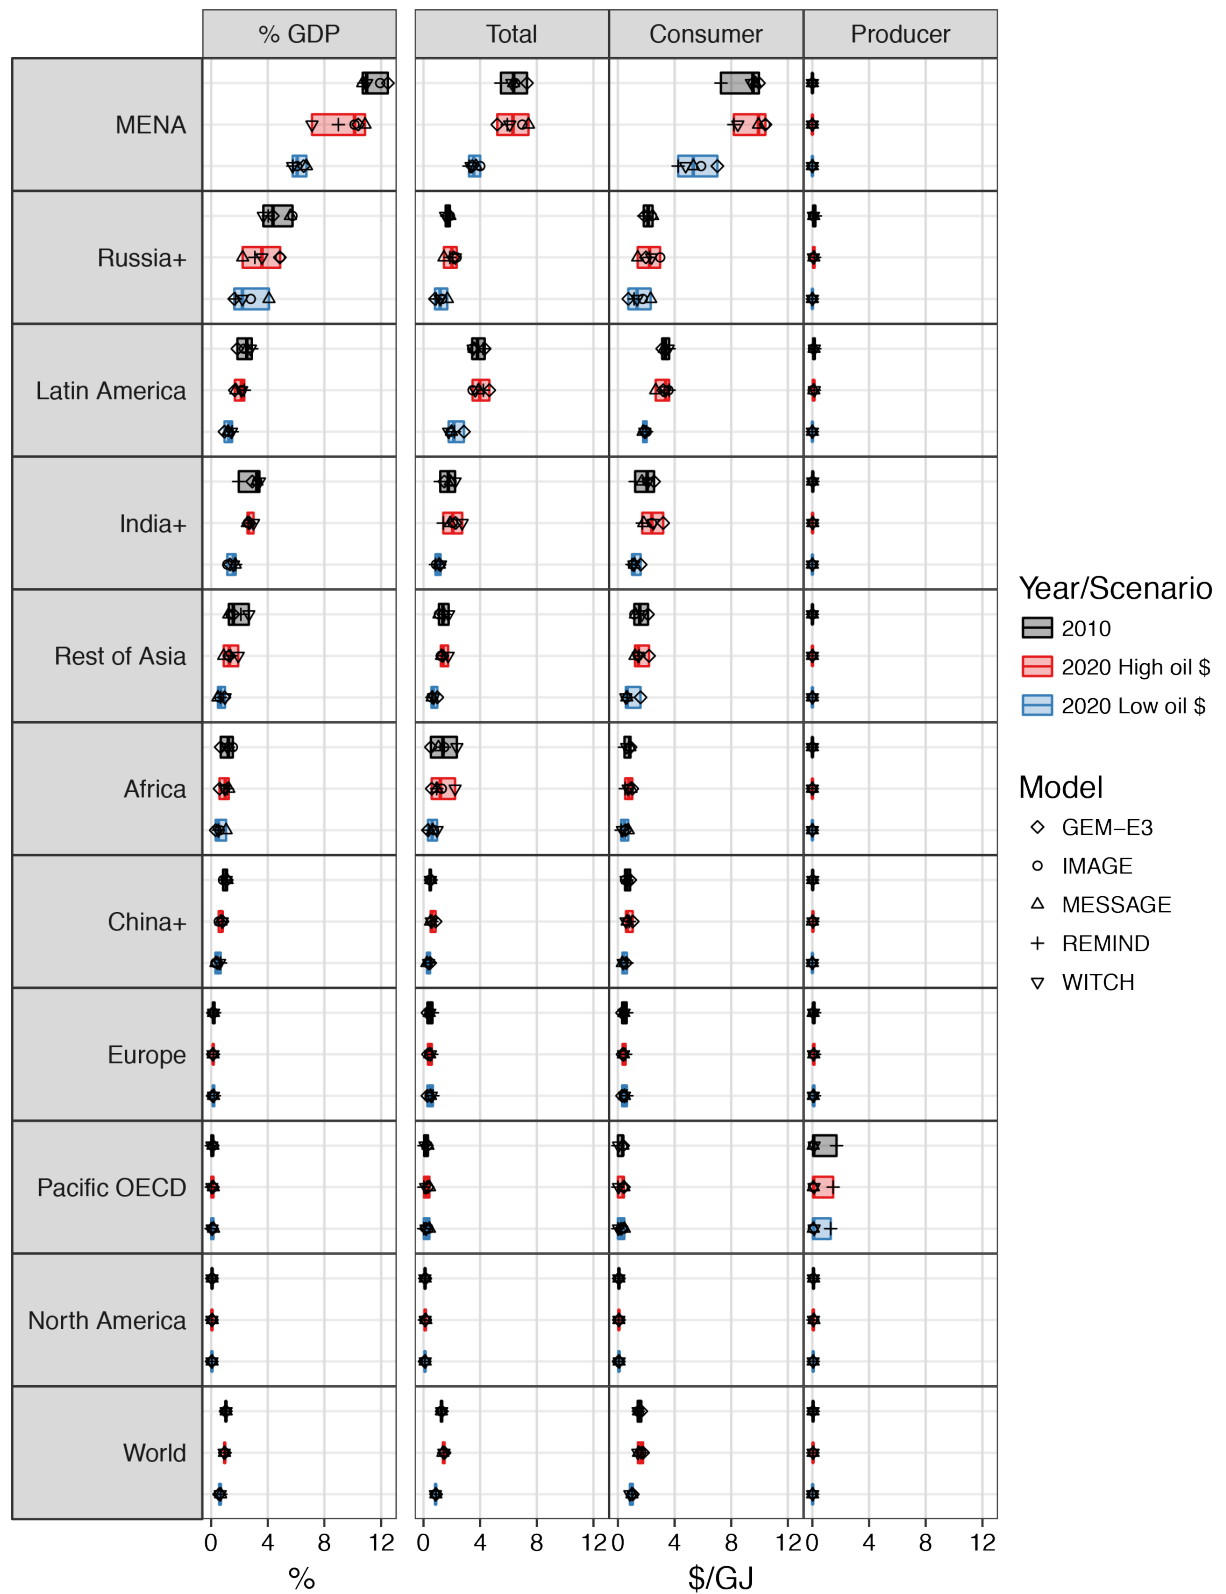 % GDP Total Consumer Producer
MENA
Russia+
Latin America
India+
Rest of Asia
Africa
China+
Europe
Pacific OECD
North America
World
0 4 8 12 0 4 8 12 0 4 8 12 0 4 8 12
% $/GJ
Year/Scenario
2010
2020 High oil $
2020 Low oil $
Model
GEM−E3
IMAGE
MESSAGE
REMIND
WITCH